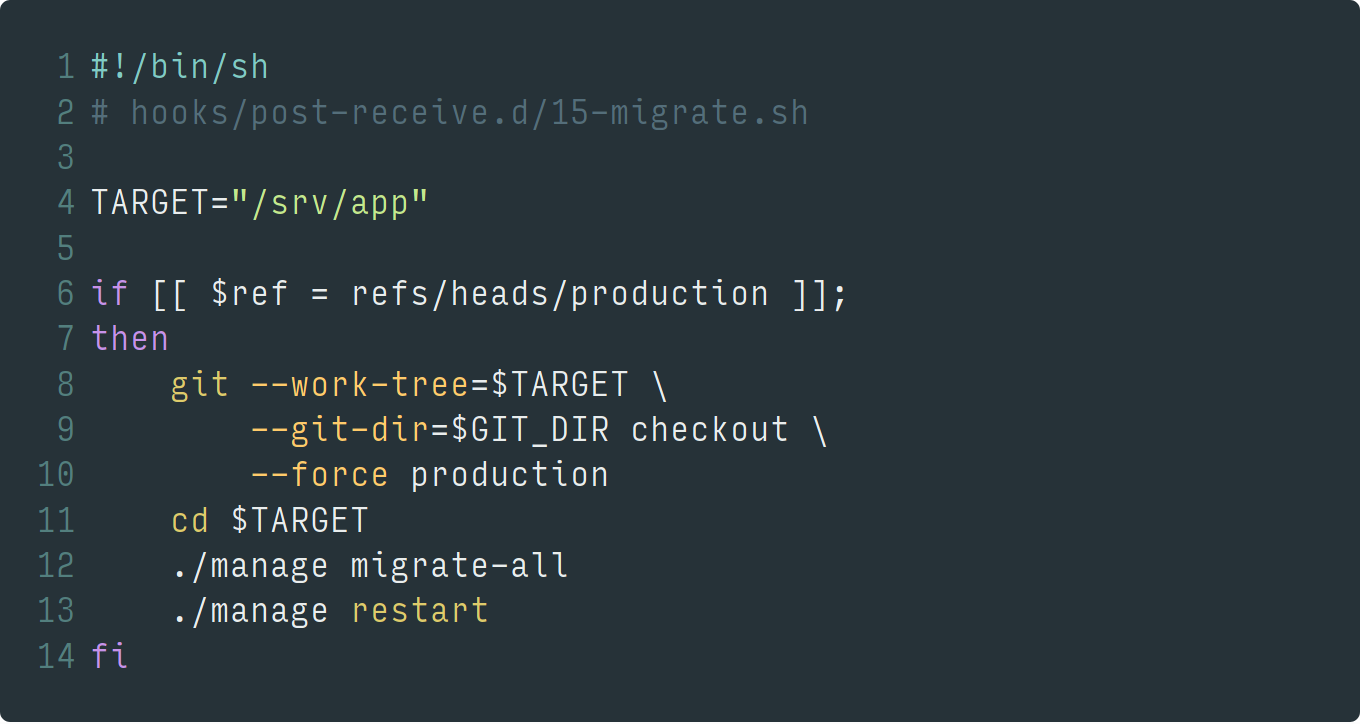 1 #!/bin/sh
2 # hooks/post-receive.d/15-migrate.sh
3
4 TARGET="/srv/app"
5
6 if [[ $ref = refs/heads/production ]];
7 then
8     git --work-tree=$TARGET \
9         --git-dir=$GIT_DIR checkout \
10         --force production
11     cd $TARGET
12     ./manage migrate-all
13     ./manage restart
14 fi